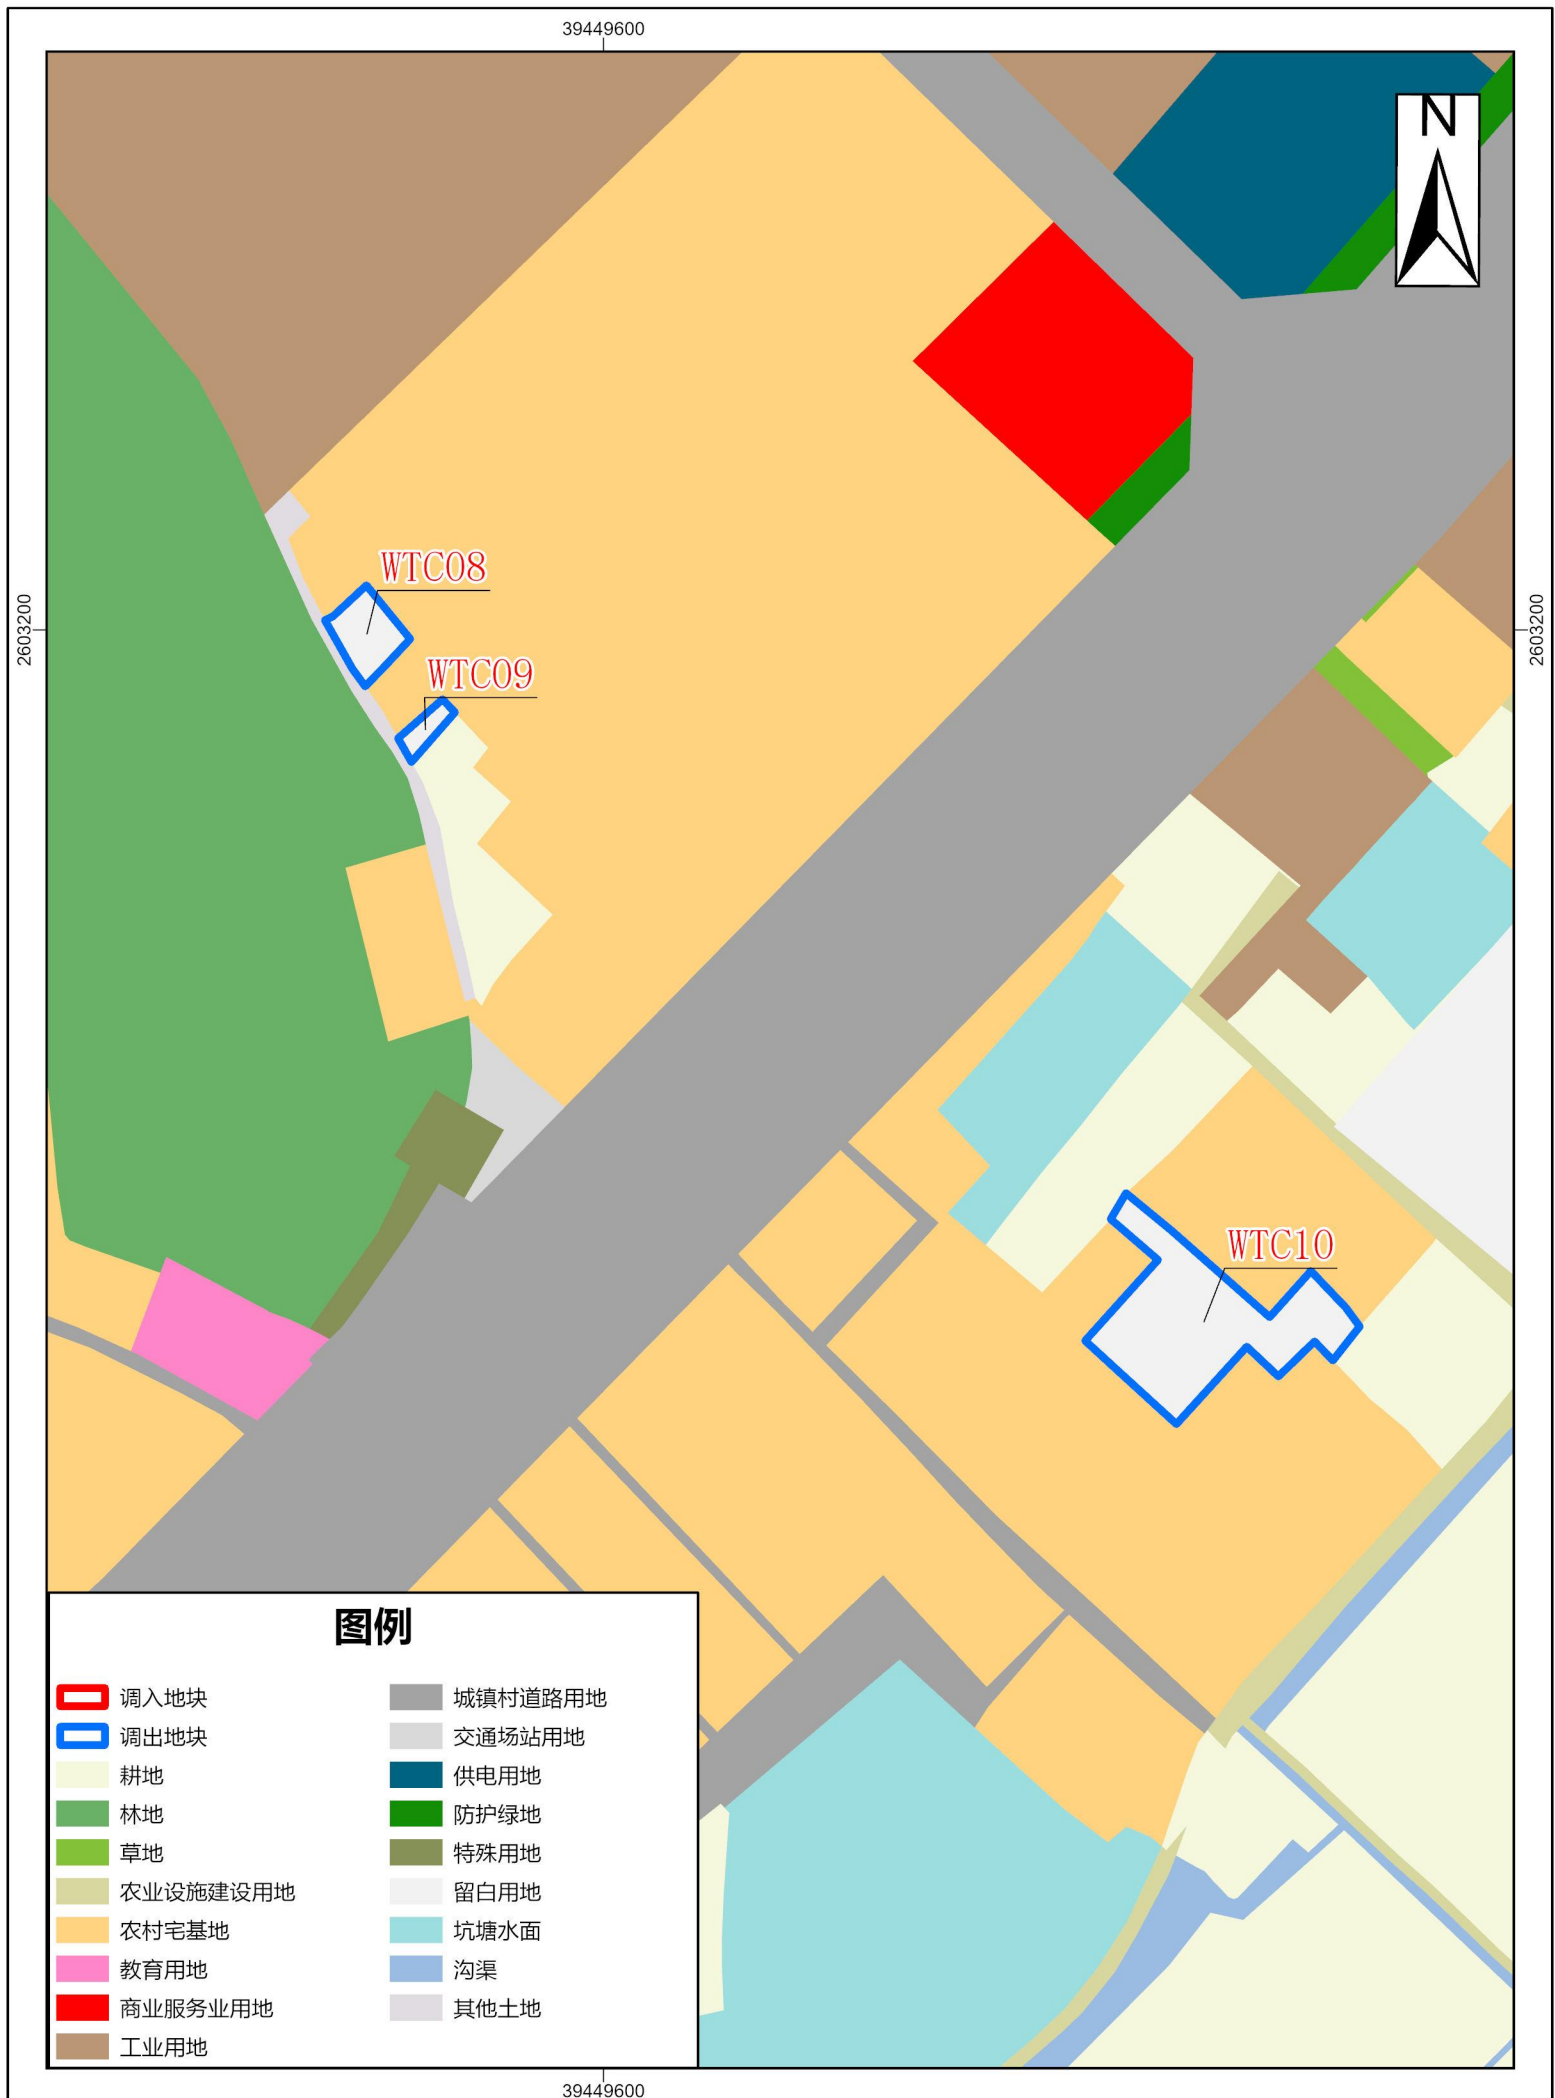 39449600
N
2603200
2603200
WTC08
WTC09
WTC10
图例
调入地块
调出地块
耕地
林地
草地
农业设施建设用地
农村宅基地
教育用地
商业服务业用地
工业用地
城镇村道路用地
交通场站用地
供电用地
防护绿地
特殊用地
留白用地
坑塘水面
沟渠
其他土地
39449600